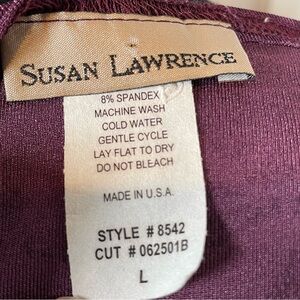 SUSAN LAWRENCE
8% SPANDEX
MACHINE WASH
COLD WATER
GENTLE CYCLE
LAY FLAT TO DRY
DO NOT BLEACH
MADE IN U.S.A.
STYLE # 8542
CUT # 062501B
L